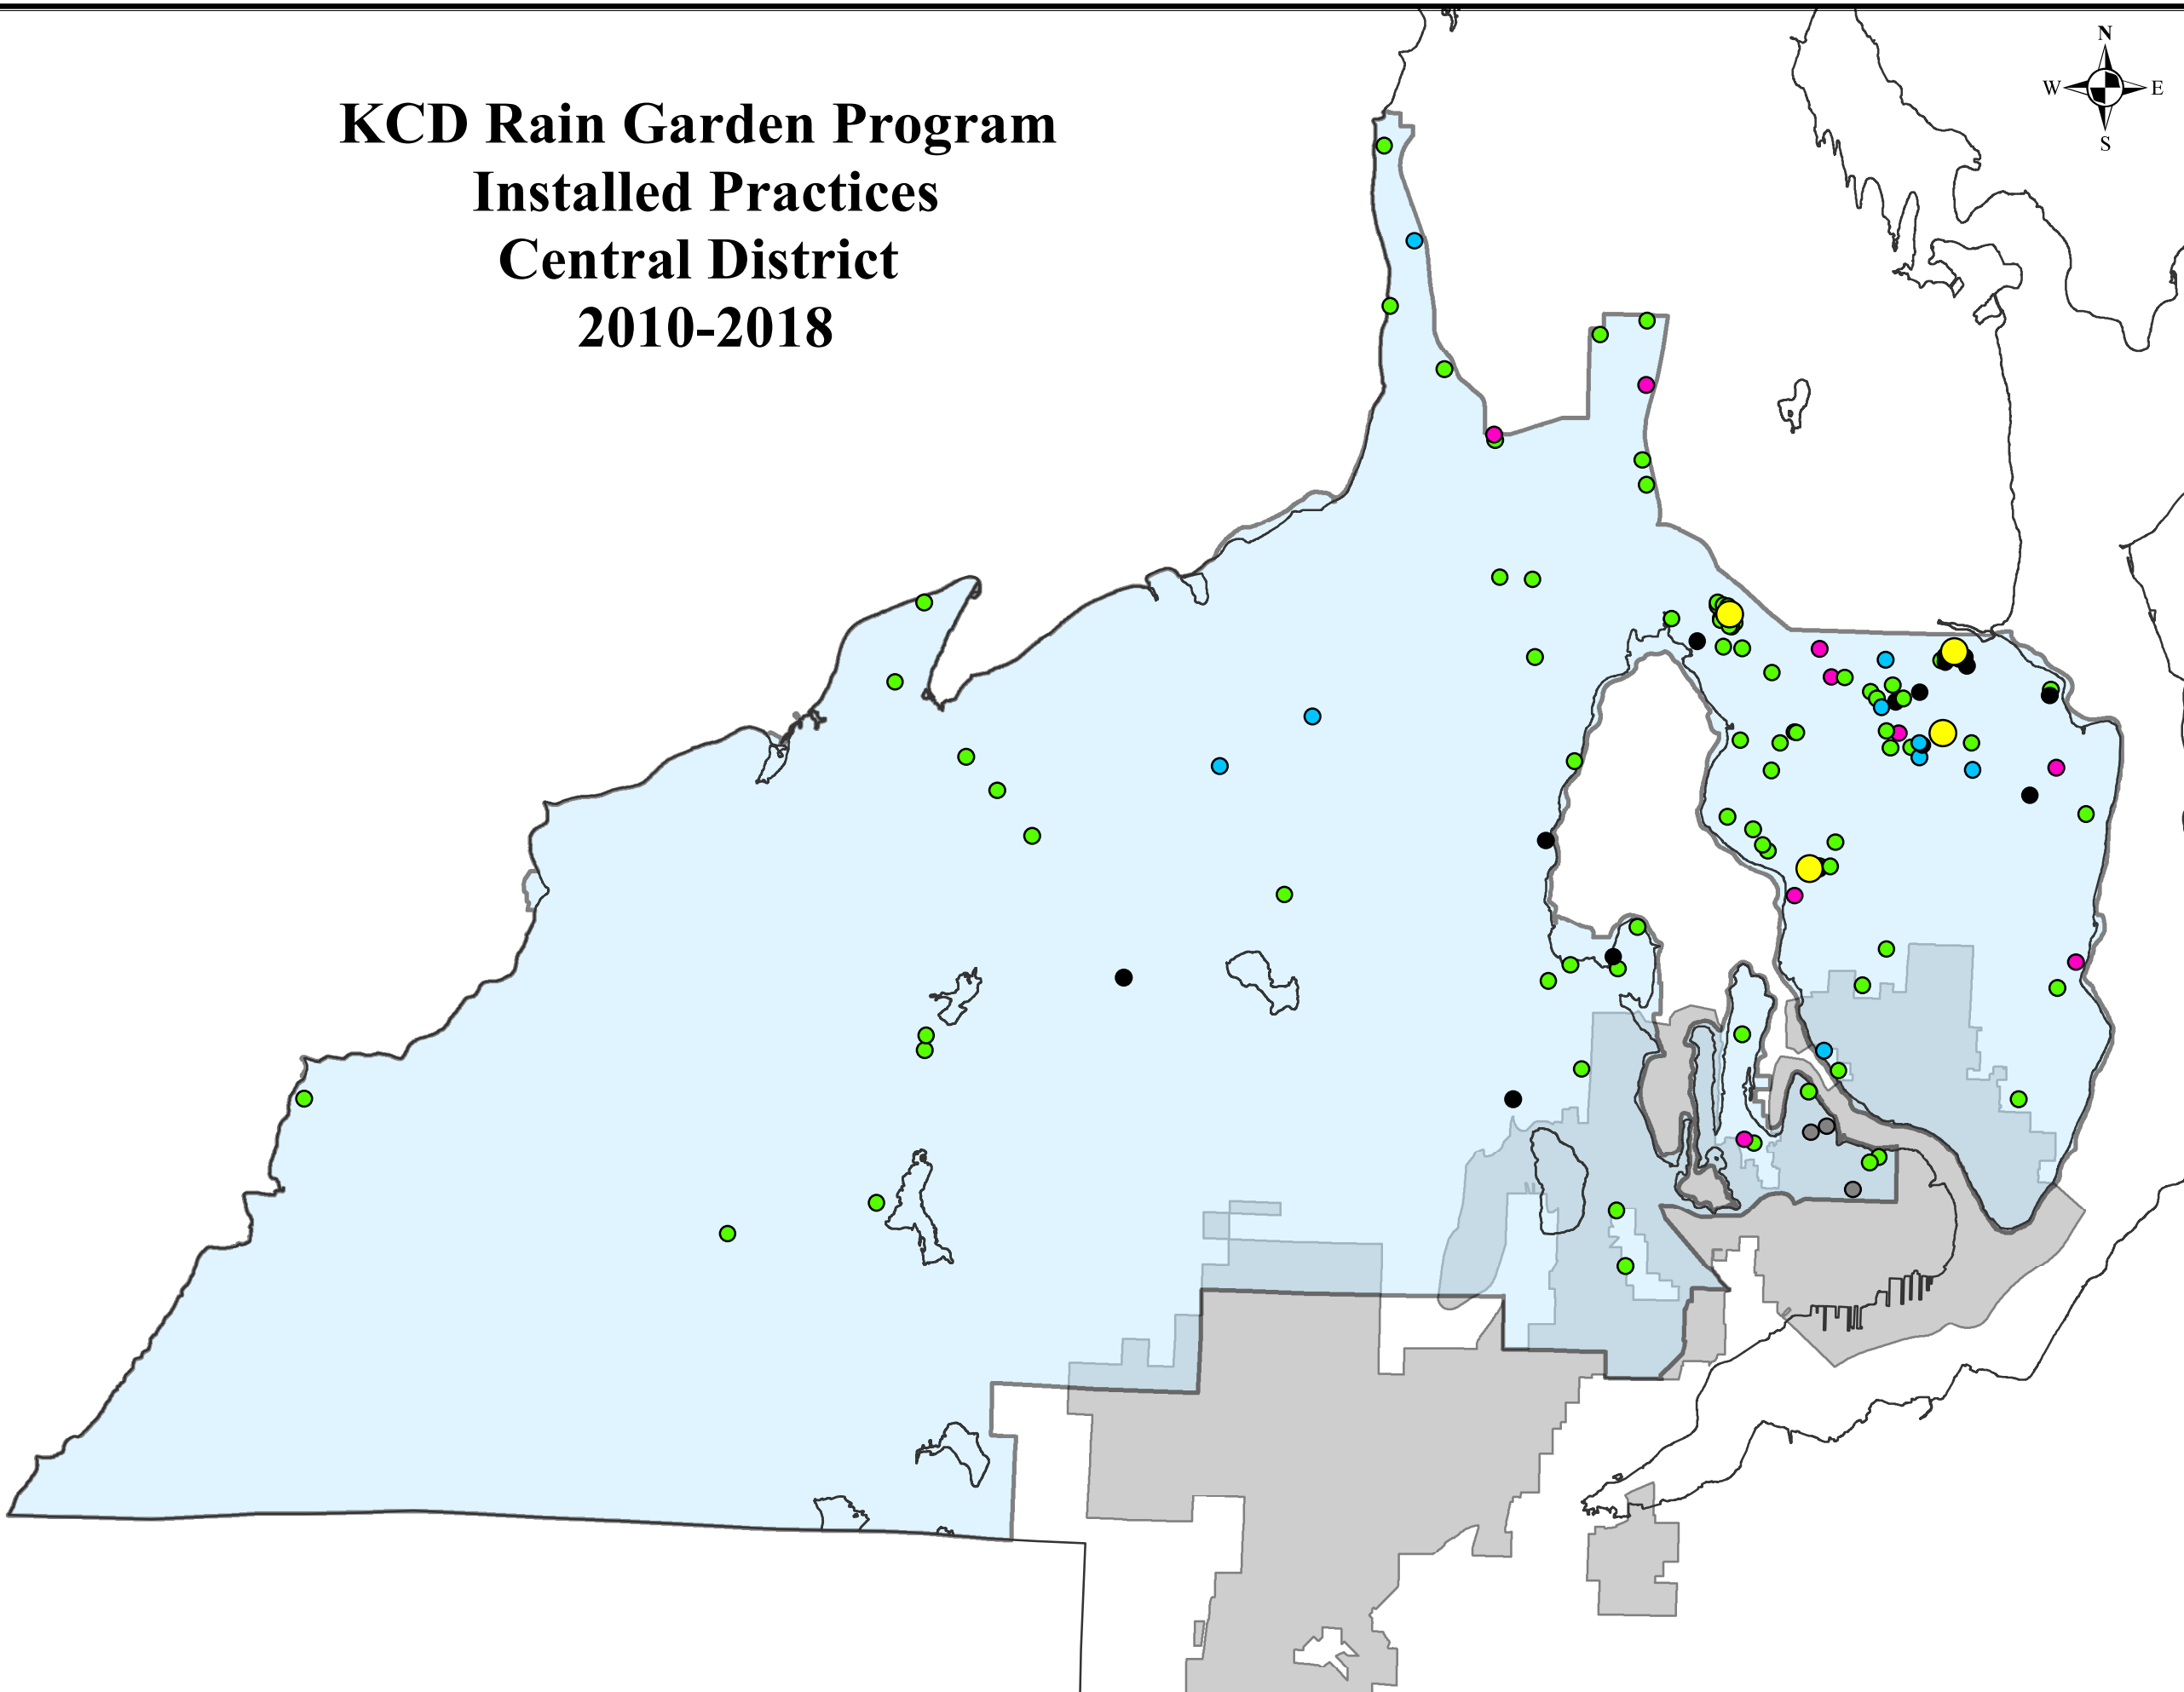 KCD Rain Garden Program
Installed Practices
Central District
2010-2018
N
W E
S